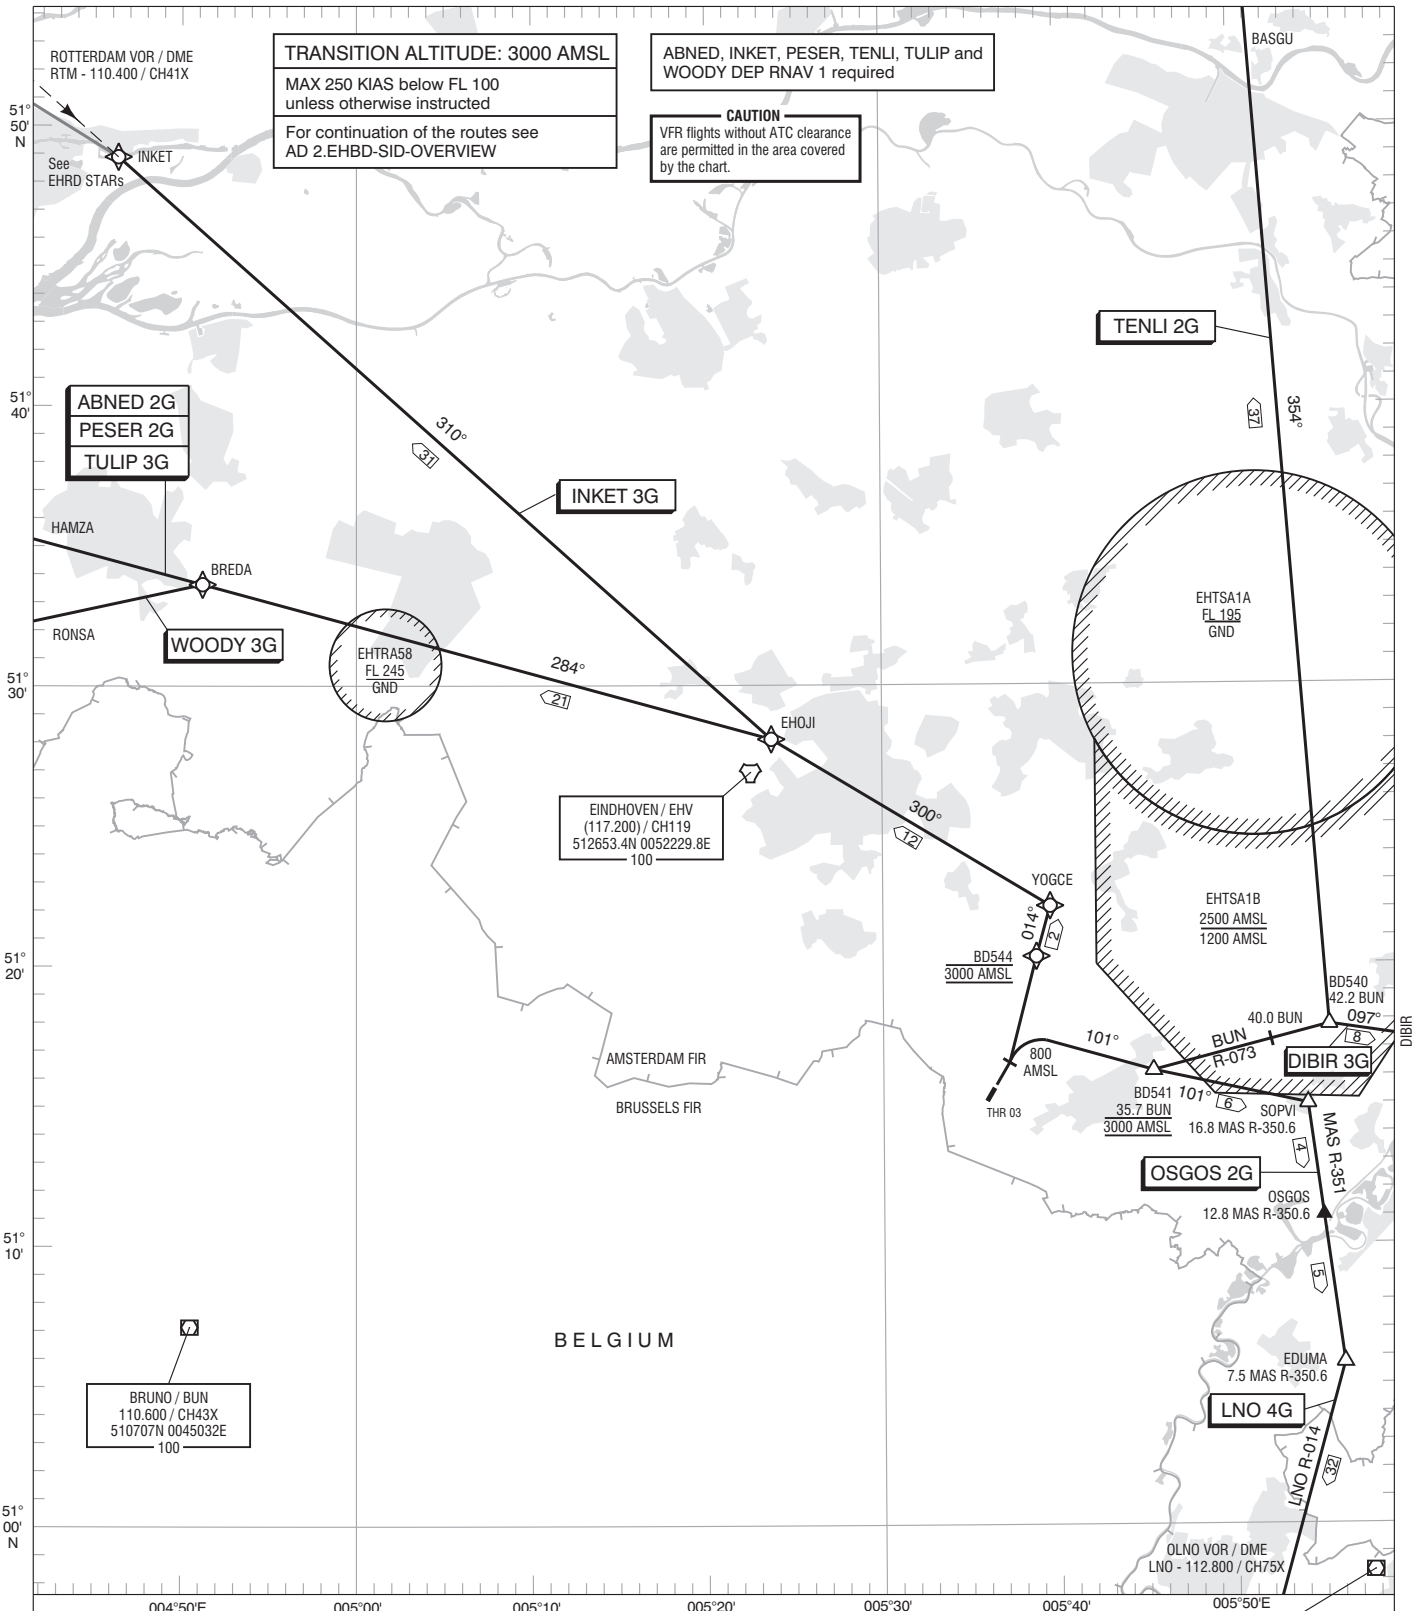 ROTTERDAM VOR / DME
RTM - 110.400 / CH41X
TRANSITION ALTITUDE: 3000 AMSL
MAX 250 KIAS below FL 100
unless otherwise instructed
For continuation of the routes see
AD 2.EHBD-SID-OVERVIEW
ABNED, INKET, PESER, TENLI, TULIP and
WOODY DEP RNAV 1 required
CAUTION
VFR flights without ATC clearance
are permitted in the area covered
by the chart.
BASGU
51°
50'
N
See
EHRD STARs
INKET
TENLI 2G
51°
40'
ABNED 2G
PESER 2G
TULIP 3G
310°
31
37
354°
INKET 3G
HAMZA
BREDA
RONSA
WOODY 3G
EHTRA58
FL 245
GND
284°
21
EHTSA1A
FL 195
GND
51°
30'
EHOJI
EINDHOVEN / EHV
(117.200) / CH119
512653.4N 0052229.8E
100
300°
12
YOGCE
014°
2
BD544
3000 AMSL
EHTSA1B
2500 AMSL
1200 AMSL
51°
20'
BD540
42.2 BUN
40.0 BUN
097°
8
DIBIR
101°
BUN
R-073
DIBIR 3G
800
AMSL
AMSTERDAM FIR
BRUSSELS FIR
THR 03
BD541
35.7 BUN
3000 AMSL
101°
6
SOPVI
16.8 MAS R-350.6
4
MAS R-351
OSGOS 2G
OSGOS
12.8 MAS R-350.6
51°
10'
5
BELGIUM
EDUMA
7.5 MAS R-350.6
BRUNO / BUN
110.600 / CH43X
510707N 0045032E
100
LNO 4G
LNO R-014
32
51°
00'
N
OLNO VOR / DME
LNO - 112.800 / CH75X
004°50'E
005°00'
005°10'
005°20'
005°30'
005°40'
005°50'E